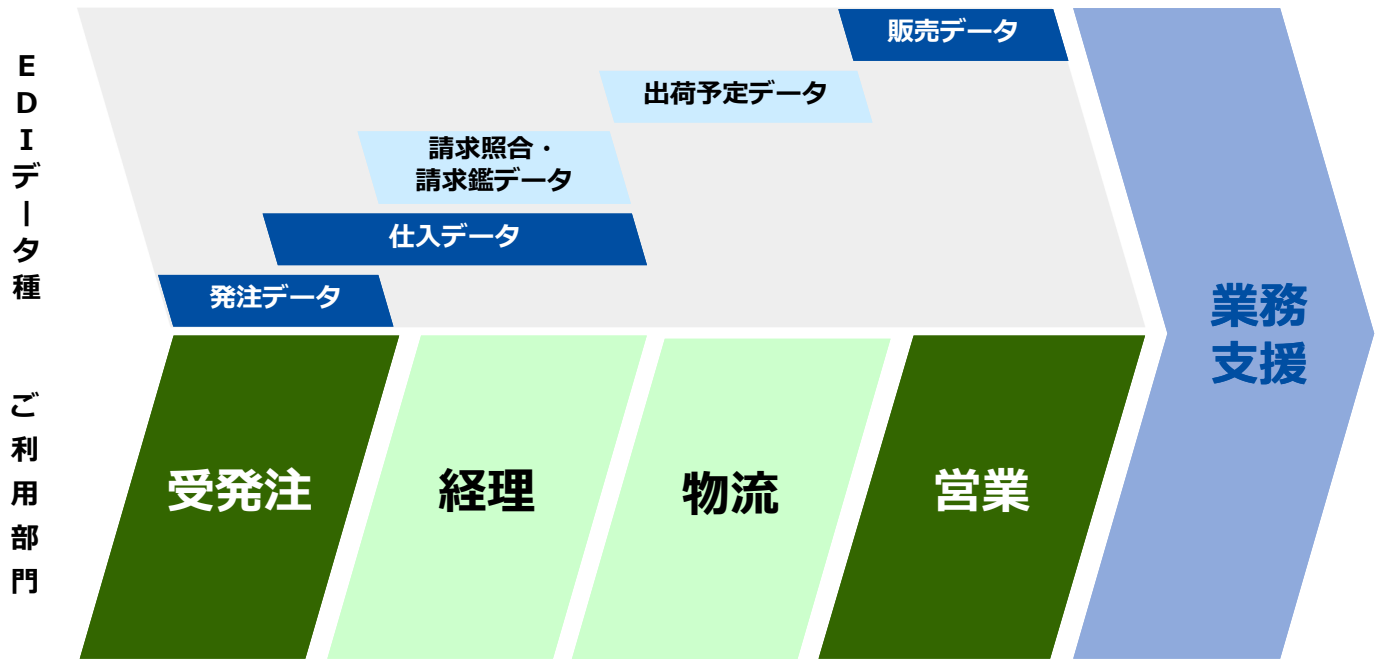 EDIデータ種
販売データ
出荷予定データ
請求照合・
請求鑑データ
仕入データ
発注データ
業務
支援
ご利用部門
受発注
経理
物流
営業